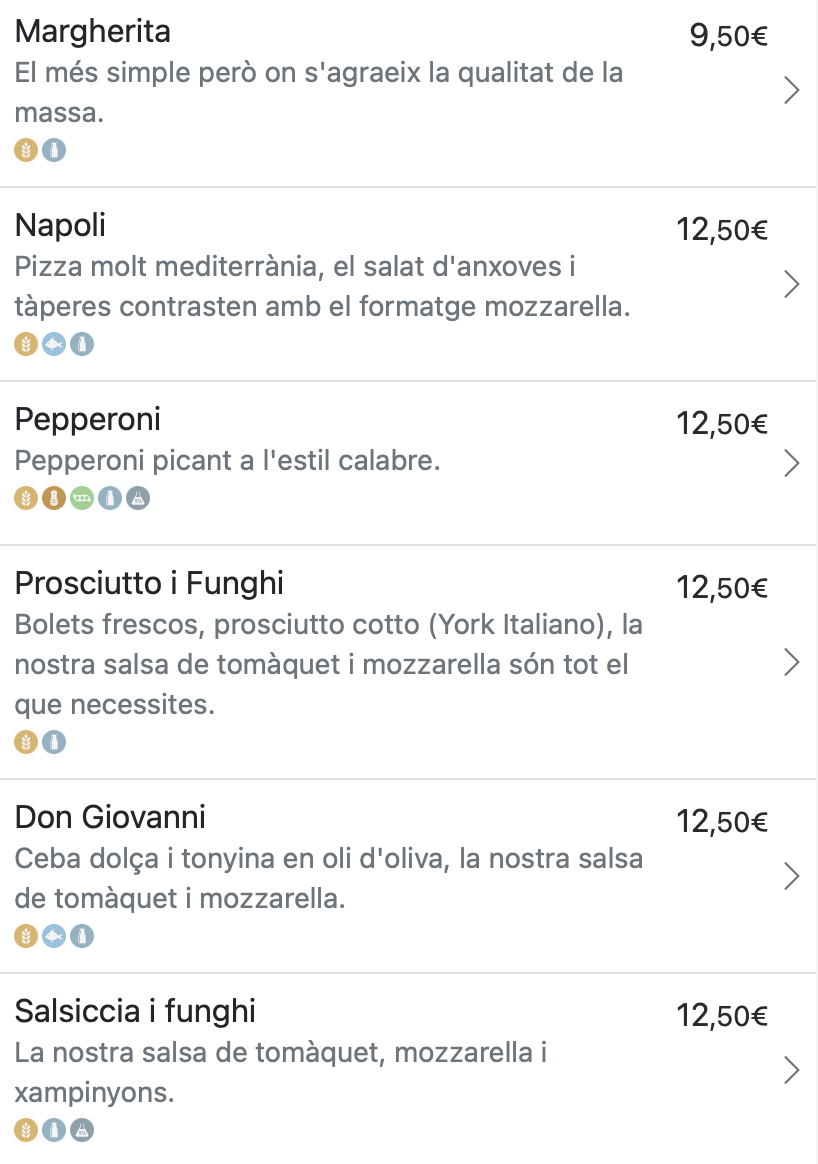 Margherita
9,50€
El més simple però on s'agraeix la qualitat de la
massa.
Napoli
12,50€
Pizza molt mediterrània, el salat d'anxoves i
tàperes contrasten amb el formatge mozzarella.
Pepperoni
12,50€
Pepperoni picant a l'estil calabre.
Prosciutto i Funghi
12,50€
Bolets frescos, prosciutto cotto (York Italiano), la
nostra salsa de tomàquet i mozzarella són tot el
que necessites.
Don Giovanni
12,50€
Ceba dolça i tonyina en oli d'oliva, la nostra salsa
de tomàquet i mozzarella.
Salsiccia i funghi
12,50€
La nostra salsa de tomàquet, mozzarella i
xampinyons.